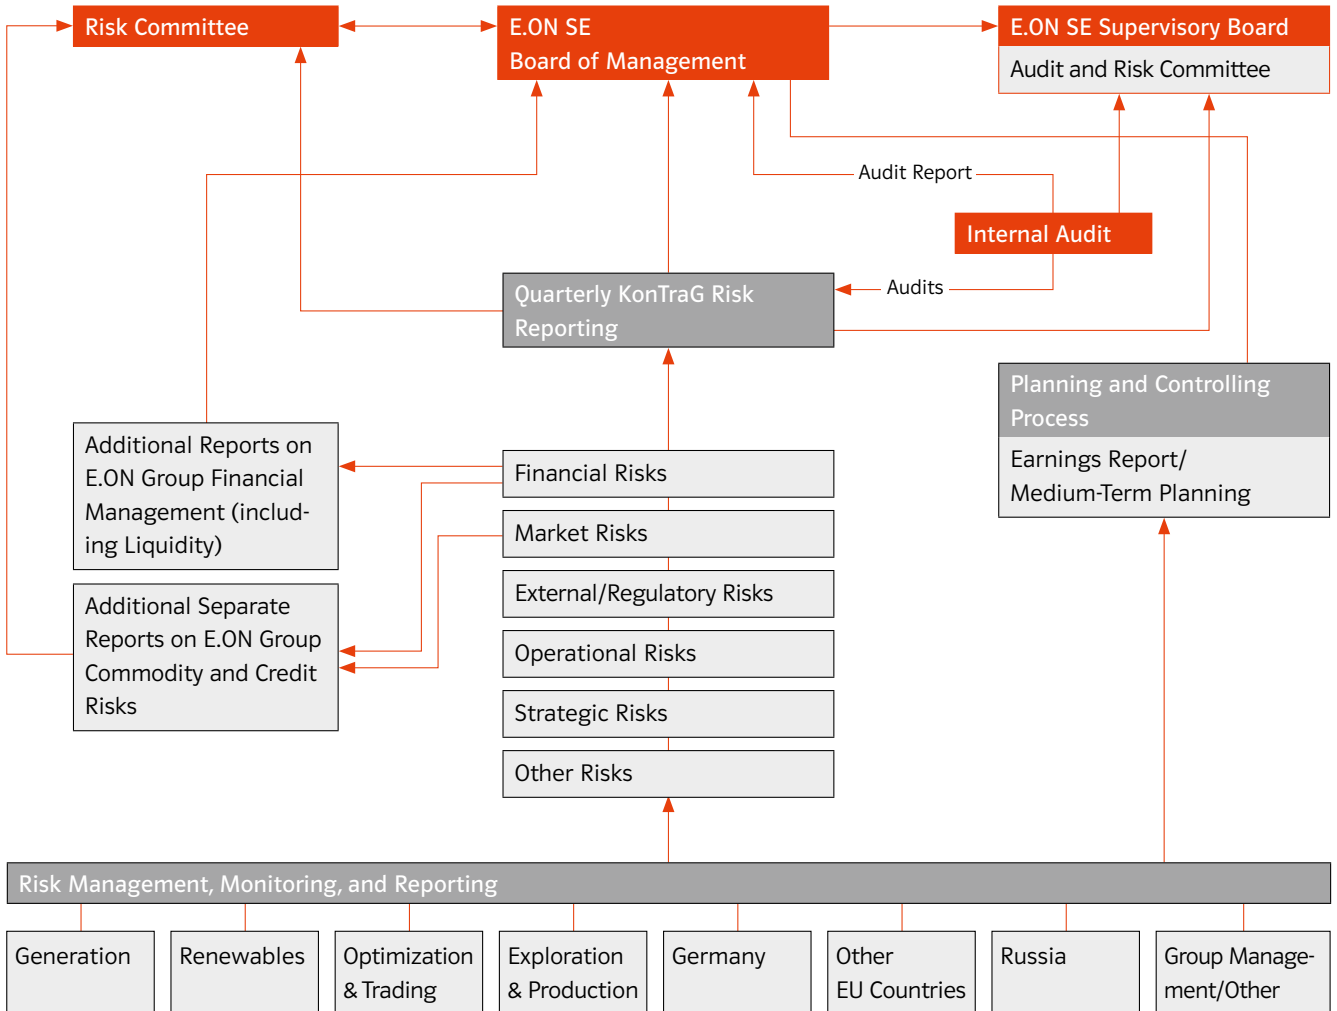 Risk Committee
E.ON SE
Board of Management
E.ON SE Supervisory Board
Audit and Risk Committee
Audit Report
Internal Audit
Audits
Quarterly KonTraG Risk
Reporting
Planning and Controlling
Process
Earnings Report/
Medium-Term Planning
Additional Reports on
E.ON Group Financial
Management (includ-
ing Liquidity)
Additional Separate
Reports on E.ON Group
Commodity and Credit
Risks
Financial Risks
Market Risks
External/Regulatory Risks
Operational Risks
Strategic Risks
Other Risks
Risk Management, Monitoring, and Reporting
Generation
Renewables
Optimization
& Trading
Exploration
& Production
Germany
Other
EU Countries
Russia
Group Manage-
ment/Other